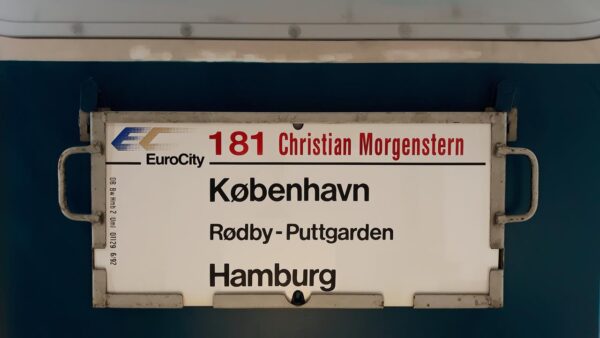 EC 181 Christian Morgenstern
EuroCity
København
Rødby-Puttgarden
Hamburg